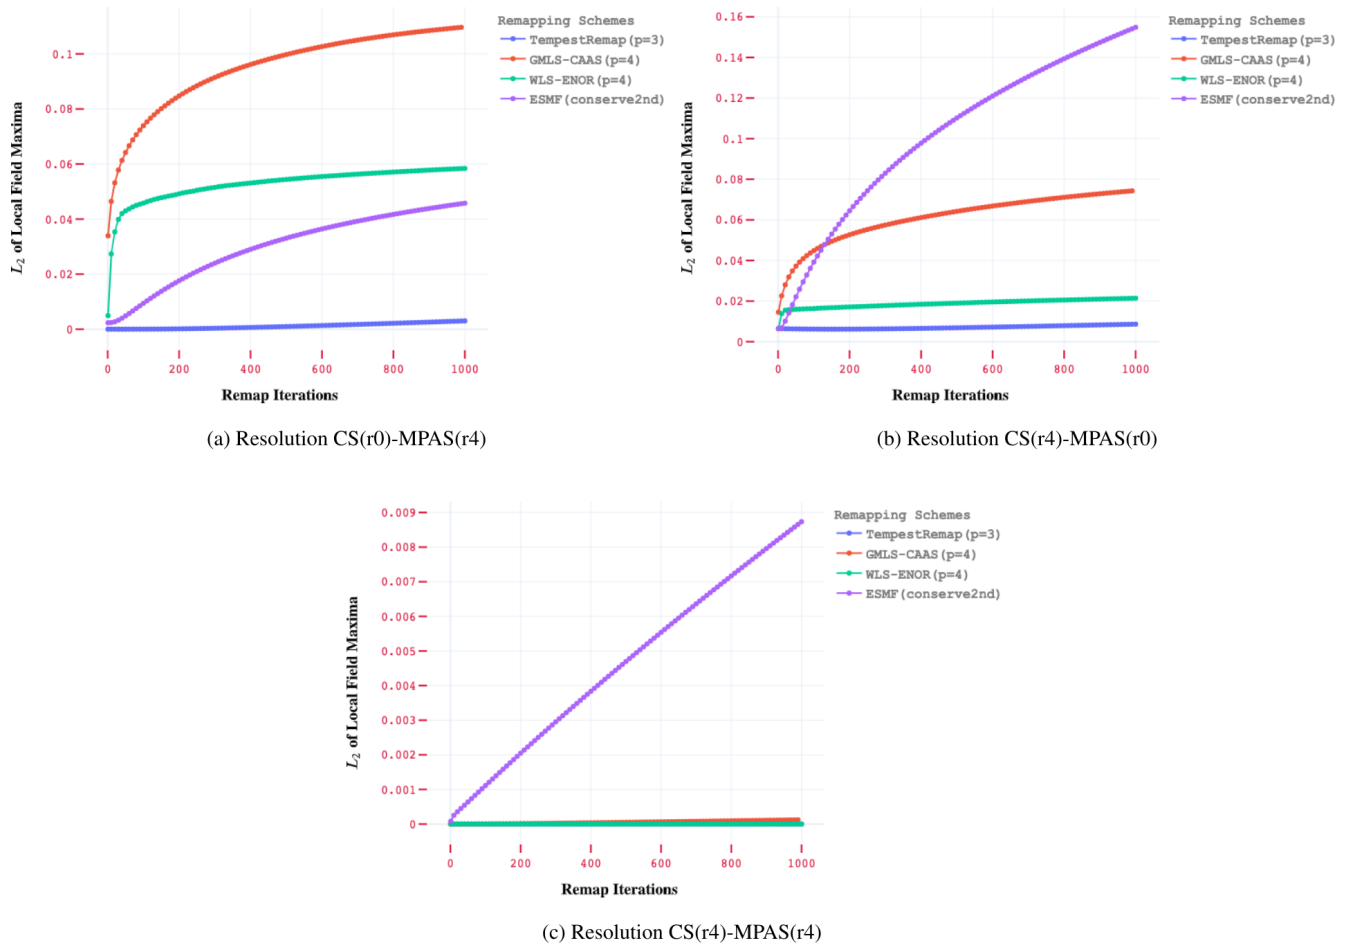 Remapping Schemes
TempestRemap(p=3)
GMLS-CAAS(p=4)
WLS-ENOR(p=4)
ESMF(conserve2nd)
L2 of Local Field Maxima
0.1
0.08
0.06
0.04
0.02
0
0 200 400 600 800 1000
Remap Iterations
(a) Resolution CS(r0)-MPAS(r4)
Remapping Schemes
TempestRemap(p=3)
GMLS-CAAS(p=4)
WLS-ENOR(p=4)
ESMF(conserve2nd)
L2 of Local Field Maxima
0.16
0.14
0.12
0.1
0.08
0.06
0.04
0.02
0
0 200 400 600 800 1000
Remap Iterations
(b) Resolution CS(r4)-MPAS(r0)
Remapping Schemes
TempestRemap(p=3)
GMLS-CAAS(p=4)
WLS-ENOR(p=4)
ESMF(conserve2nd)
L2 of Local Field Maxima
0.009
0.008
0.007
0.006
0.005
0.004
0.003
0.002
0.001
0
0 200 400 600 800 1000
Remap Iterations
(c) Resolution CS(r4)-MPAS(r4)